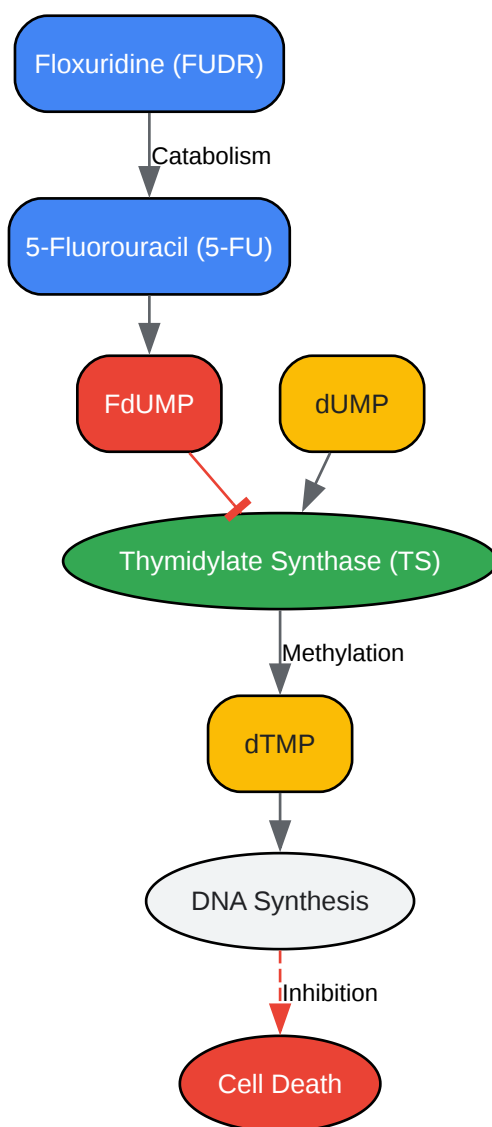 Floxuridine (FUDR)
Catabolism
5-Fluorouracil (5-FU)
FdUMP
dUMP
Thymidylate Synthase (TS)
Methylation
dTMP
DNA Synthesis
Inhibition
Cell Death